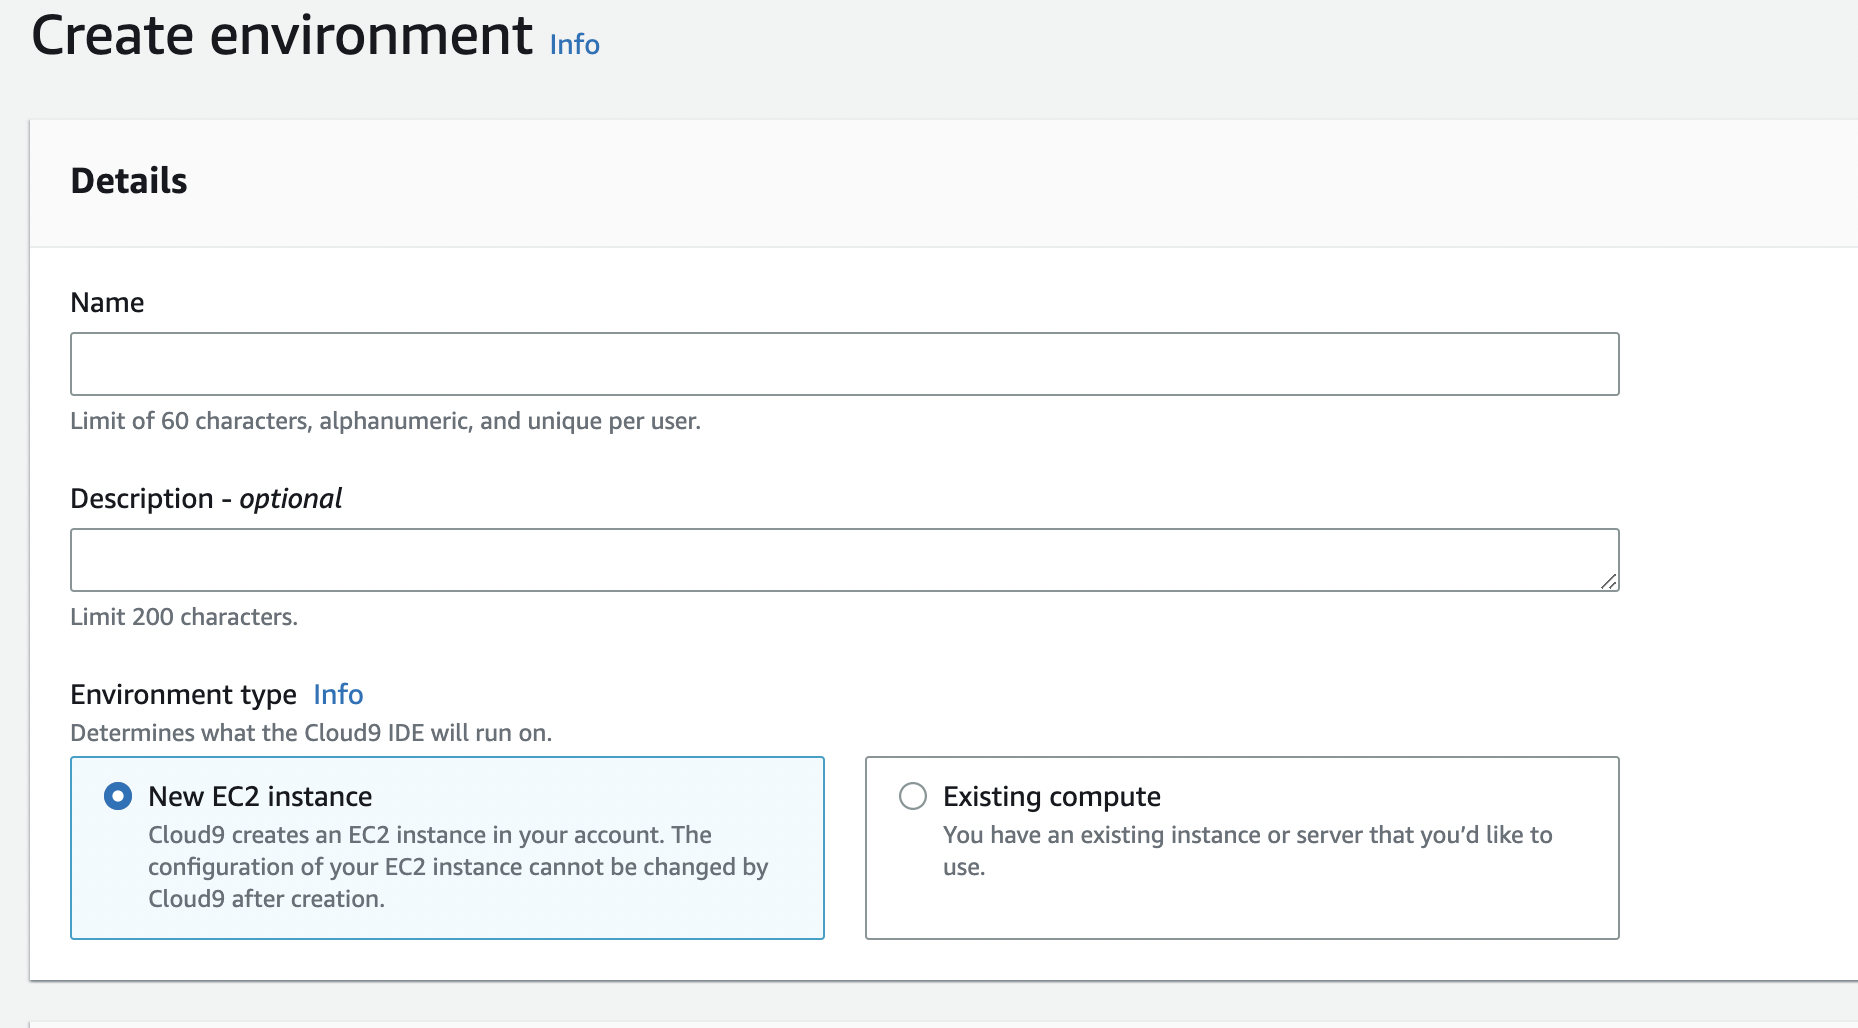 Create environment Info
Details
Name
Limit of 60 characters, alphanumeric, and unique per user.
Description - optional
Limit 200 characters.
Environment type Info
Determines what the Cloud9 IDE will run on.
New EC2 instance
Cloud9 creates an EC2 instance in your account. The
configuration of your EC2 instance cannot be changed by
Cloud9 after creation.
Existing compute
You have an existing instance or server that you’d like to
use.